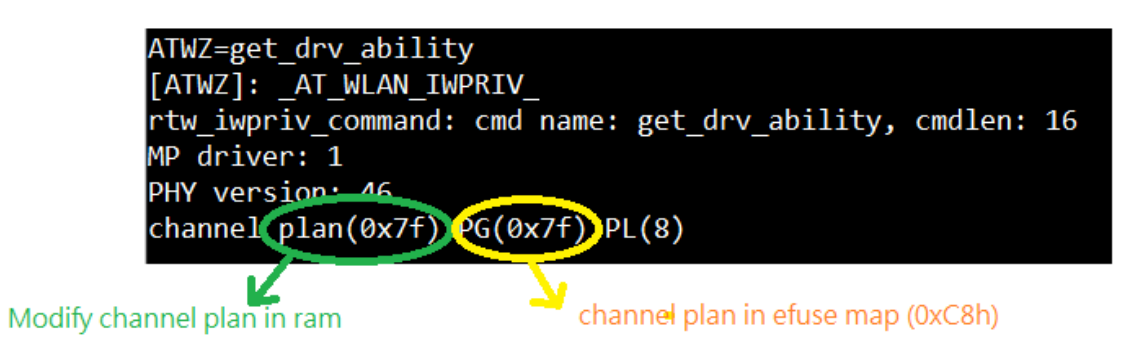 ATWZ=get_drv_ability
[ATWZ]: _AT_WLAN_IWPRIV_
rtw_iwpriv_command: cmd name: get_drv_ability, cmdlen: 16
MP driver: 1
PHY version: 46
channel plan(0x7f) PG(0x7f) PL(8)
Modify channel plan in ram
channel plan in efuse map (0xC8h)